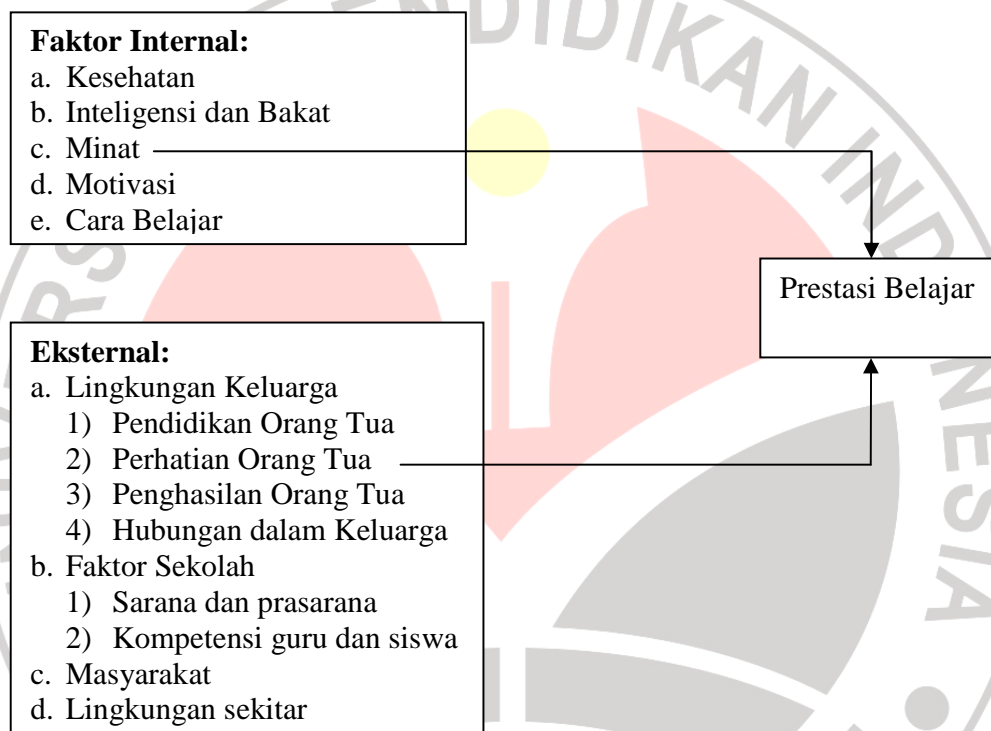 Faktor Internal:
a. Kesehatan
b. Inteligensi dan Bakat
c. Minat
d. Motivasi
e. Cara Belajar
Prestasi Belajar
Eksternal:
a. Lingkungan Keluarga
1) Pendidikan Orang Tua
2) Perhatian Orang Tua
3) Penghasilan Orang Tua
4) Hubungan dalam Keluarga
b. Faktor Sekolah
1) Sarana dan prasarana
2) Kompetensi guru dan siswa
c. Masyarakat
d. Lingkungan sekitar